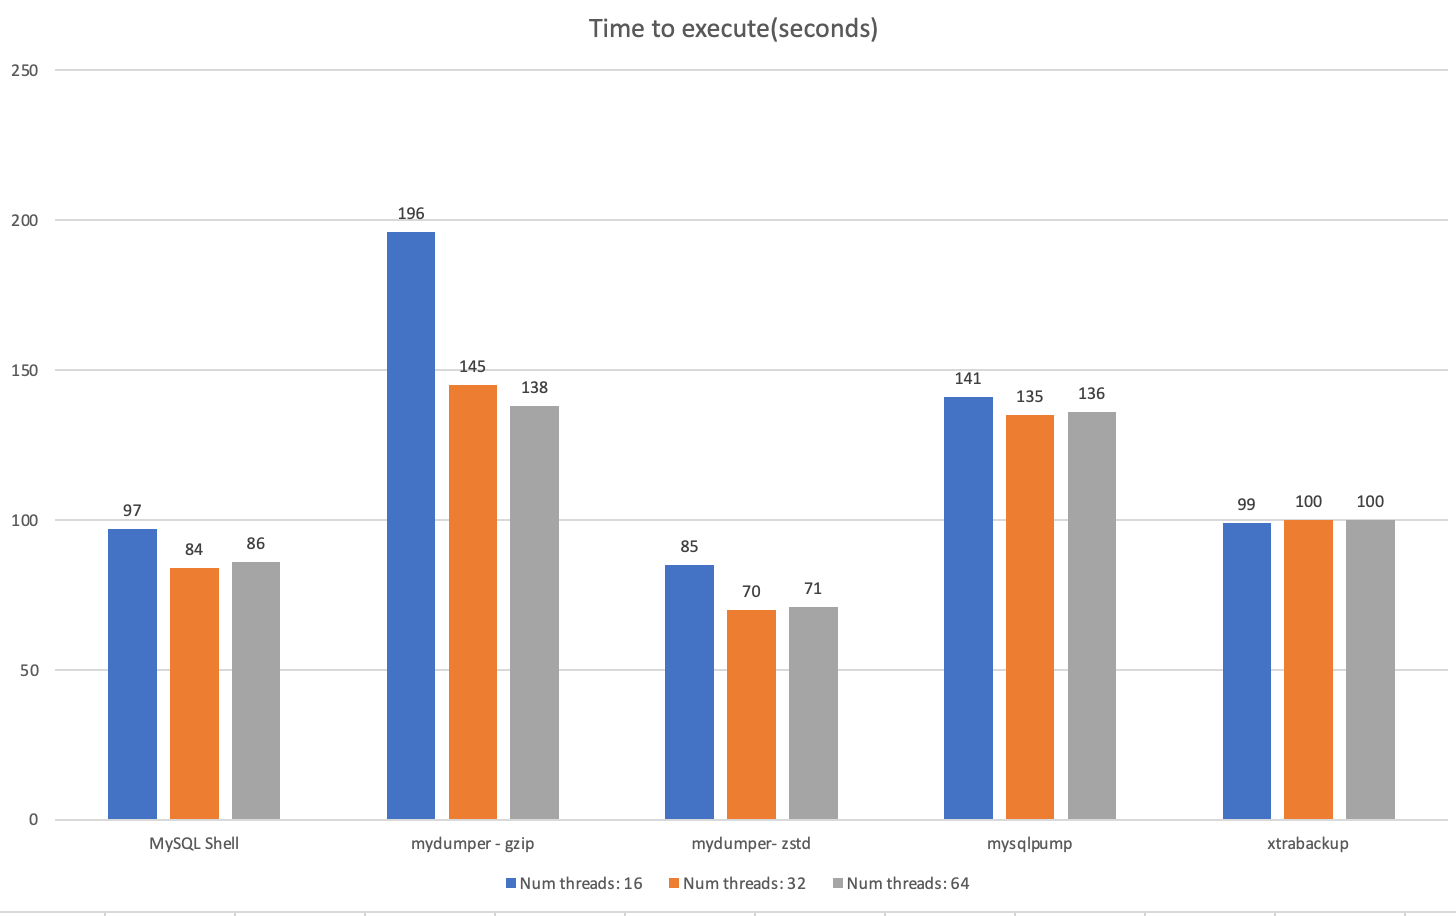 Time to execute(seconds)
250
200
150
100
50
0
196
145
138
97
84
86
85
70
71
141
135
136
99
100
100
MySQL Shell
mydumper - gzip
mydumper- zstd
mysqlpump
xtrabackup
Num threads: 16
Num threads: 32
Num threads: 64